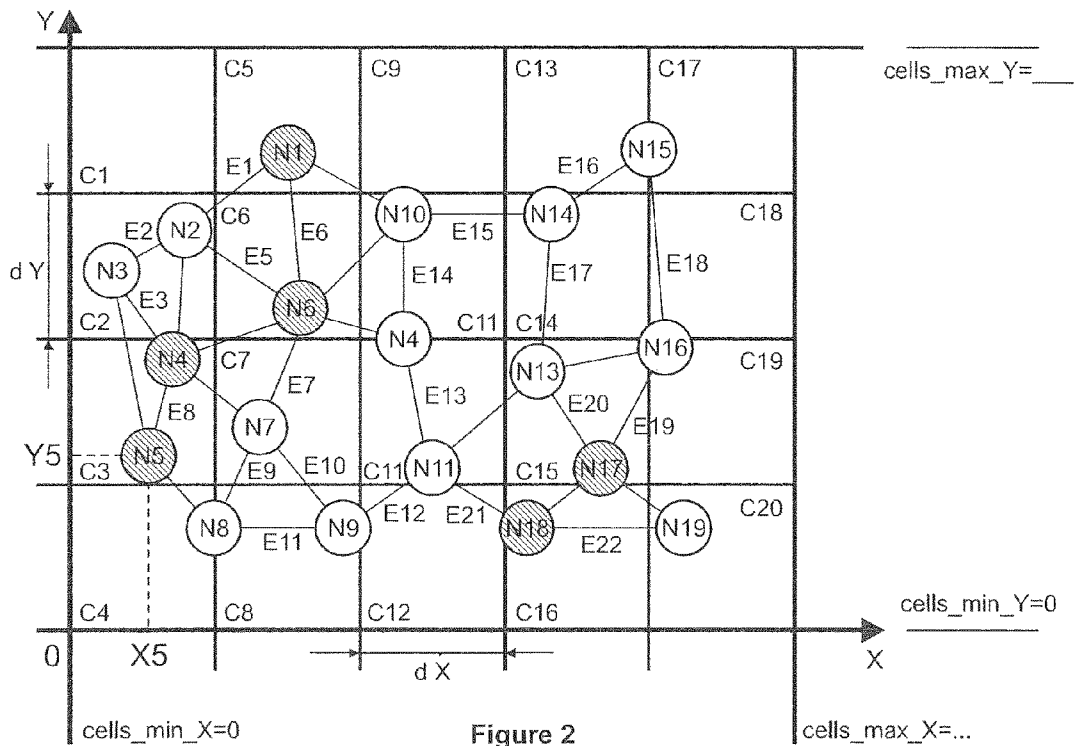 Y
C5 C9 C13 C17
cells_max_Y=___
N1 N15
E1 E16
C1
C6 N10 N14 C18
N2 E15
E2 E6
E5
N3 E14 E17 E18
d Y
E3 N6
C2 C11 C14
N4 C7 N4 N16 C19
N13
E7 E13
E8 E20
N7 E19
Y5 N5
C3 E9 E10 C11 N11 C15 N17
C20
E12 E21
N8 N9 N18 N19
E11 E22
C4 C8 C12 C16
cells_min_Y=0
0 X5 d X X
cells_min_X=0
Figure 2
cells_max_X=...